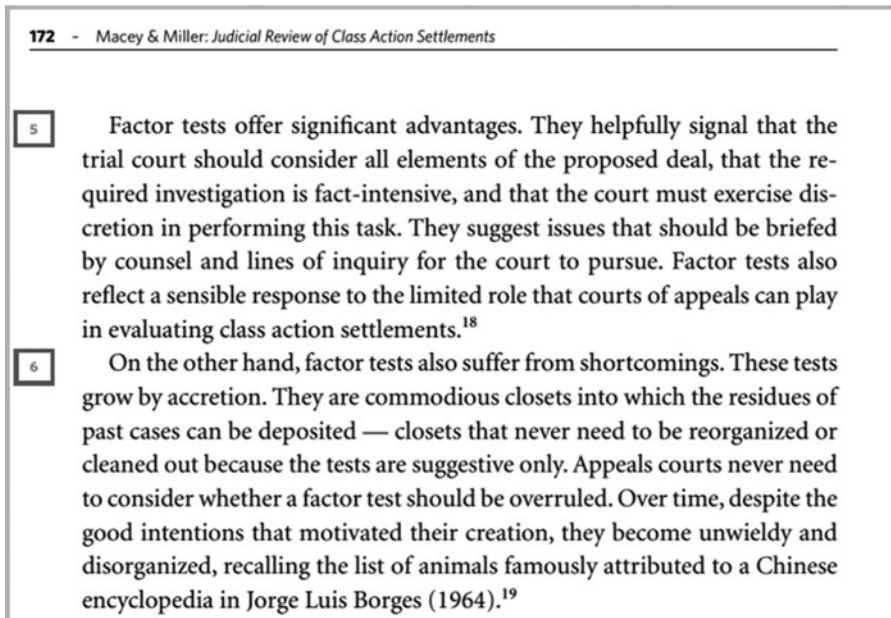 172 - Macey & Miller: Judicial Review of Class Action Settlements
5
Factor tests offer significant advantages. They helpfully signal that the
trial court should consider all elements of the proposed deal, that the re-
quired investigation is fact-intensive, and that the court must exercise dis-
cretion in performing this task. They suggest issues that should be briefed
by counsel and lines of inquiry for the court to pursue. Factor tests also
reflect a sensible response to the limited role that courts of appeals can play
in evaluating class action settlements.18
6
On the other hand, factor tests also suffer from shortcomings. These tests
grow by accretion. They are commodious closets into which the residues of
past cases can be deposited — closets that never need to be reorganized or
cleaned out because the tests are suggestive only. Appeals courts never need
to consider whether a factor test should be overruled. Over time, despite the
good intentions that motivated their creation, they become unwieldy and
disorganized, recalling the list of animals famously attributed to a Chinese
encyclopedia in Jorge Luis Borges (1964).19